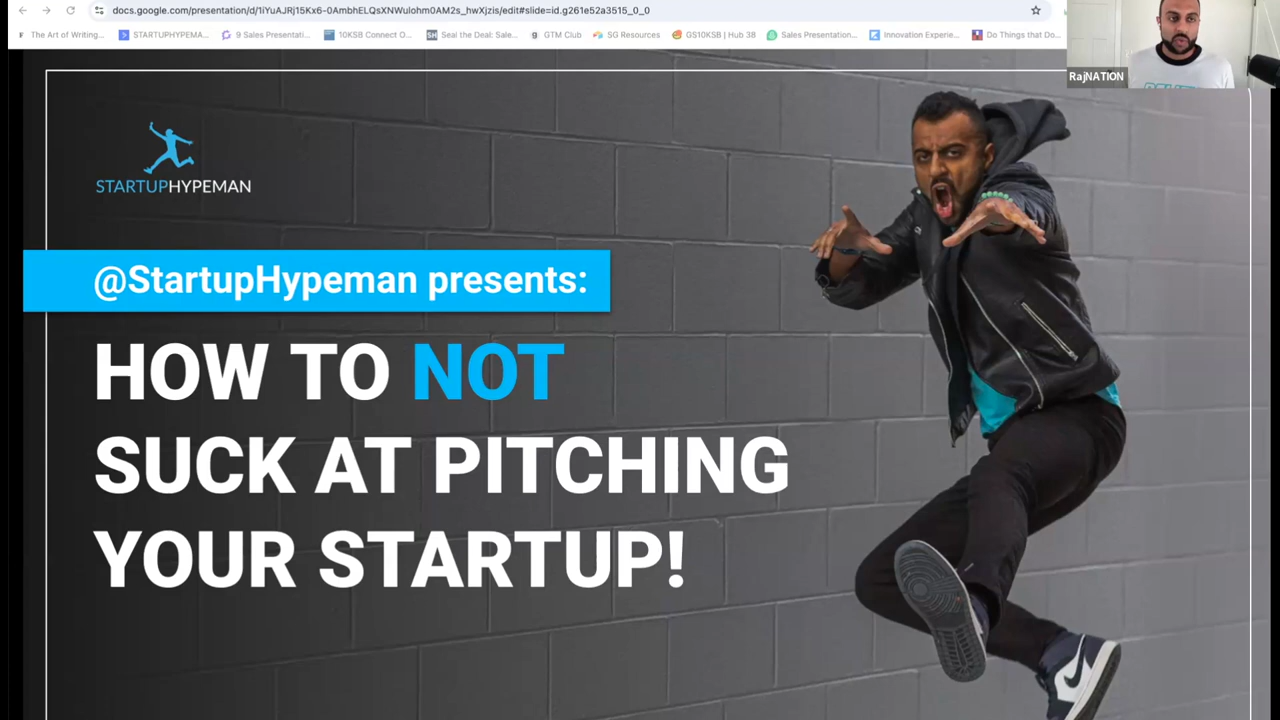 docs.google.com/presentation/d/1iYuAJRj15Kx6-0AmbhELQsXNWulohm0AM2s_hwXjzis/edit#slide=id.g261e52a3515_0_0
The Art of Writing...
STARTUPHYPEMA...
9 Sales Presentati...
10KSB Connect O...
Seal the Deal: Sale...
GTM Club
SG Resources
GS10KSB | Hub 38
Sales Presentation...
Innovation Experie...
Do Things that Do...
RajNATION
STARTUPHYPEMAN
@StartupHypeman presents:
HOW TO NOT
SUCK AT PITCHING
YOUR STARTUP!